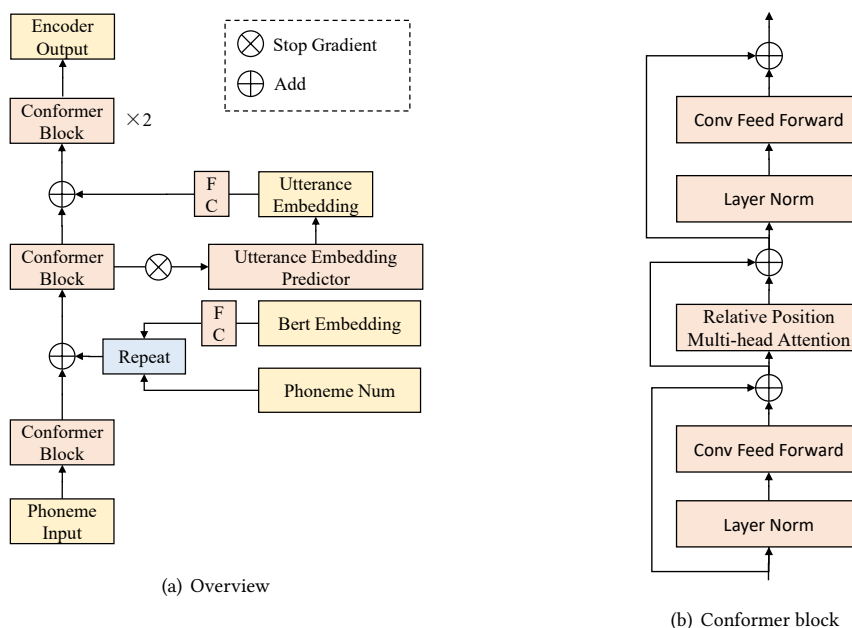 Encoder
Output
Stop Gradient
Add
Conformer
Block
×2
F
C
Utterance
Embedding
Conformer
Block
Utterance Embedding
Predictor
F
C
Bert Embedding
Repeat
Phoneme Num
Conformer
Block
Phoneme
Input
(a) Overview
Conv Feed Forward
Layer Norm
Relative Position
Multi-head Attention
Conv Feed Forward
Layer Norm
(b) Conformer block